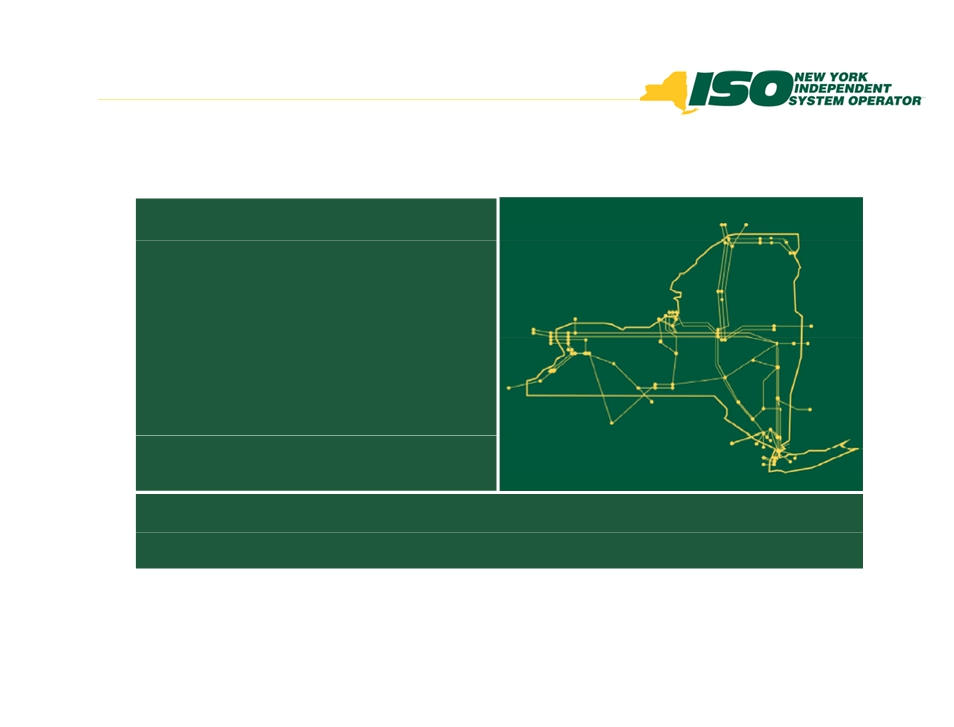 ISO NEW YORK
INDEPENDENT
SYSTEM OPERATOR